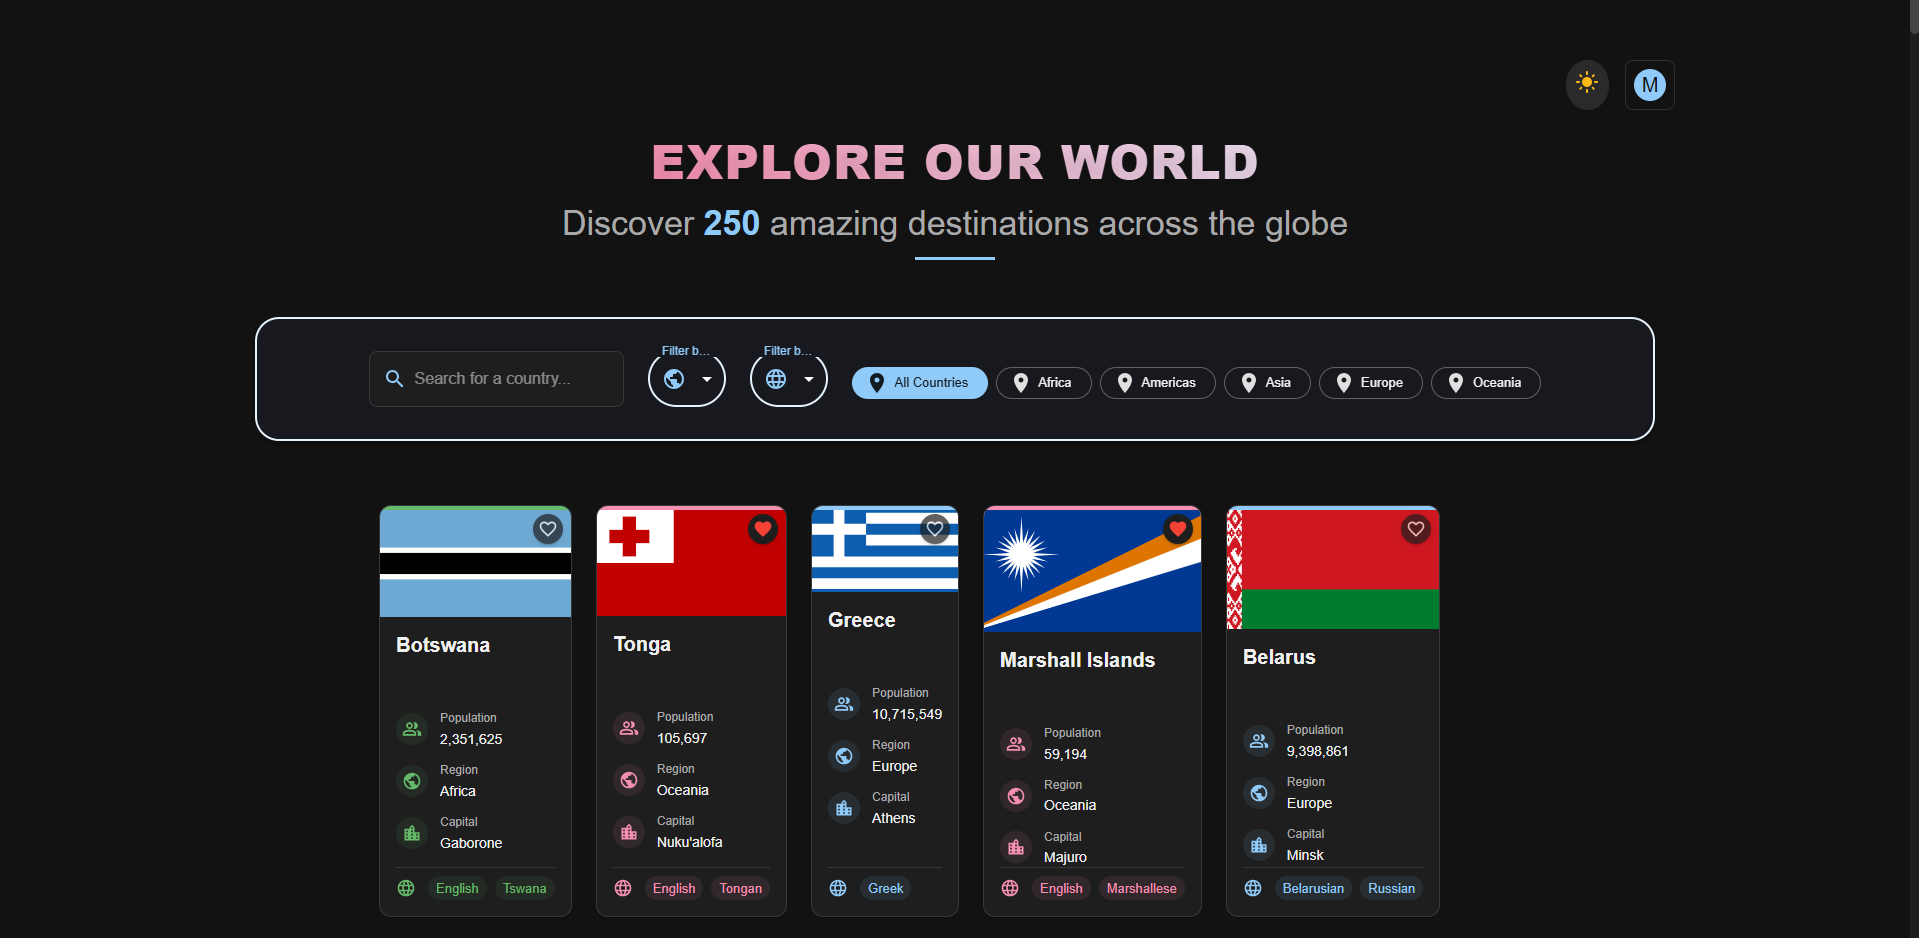 M
EXPLORE OUR WORLD
Discover 250 amazing destinations across the globe
Search for a country...
Filter b...
Filter b...
All Countries
Africa
Americas
Asia
Europe
Oceania
Botswana
Population
2,351,625
Region
Africa
Capital
Gaborone
English
Tswana
Tonga
Population
105,697
Region
Oceania
Capital
Nuku'alofa
English
Tongan
Greece
Population
10,715,549
Region
Europe
Capital
Athens
Greek
Marshall Islands
Population
59,194
Region
Oceania
Capital
Majuro
English
Marshallese
Belarus
Population
9,398,861
Region
Europe
Capital
Minsk
Belarusian
Russian